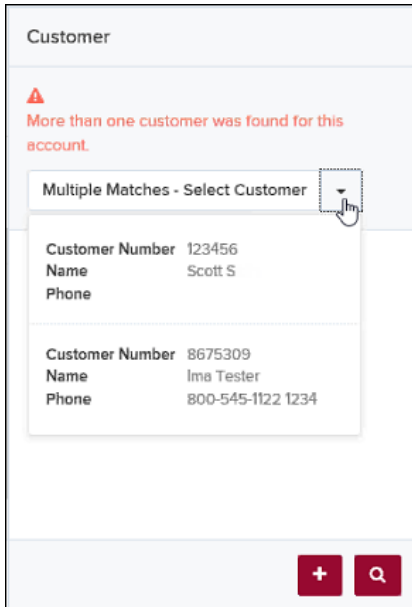 Customer
More than one customer was found for this
account.
Multiple Matches - Select Customer
Customer Number 123456
Name Scott S
Phone
Customer Number 8675309
Name Ima Tester
Phone 800-545-1122 1234